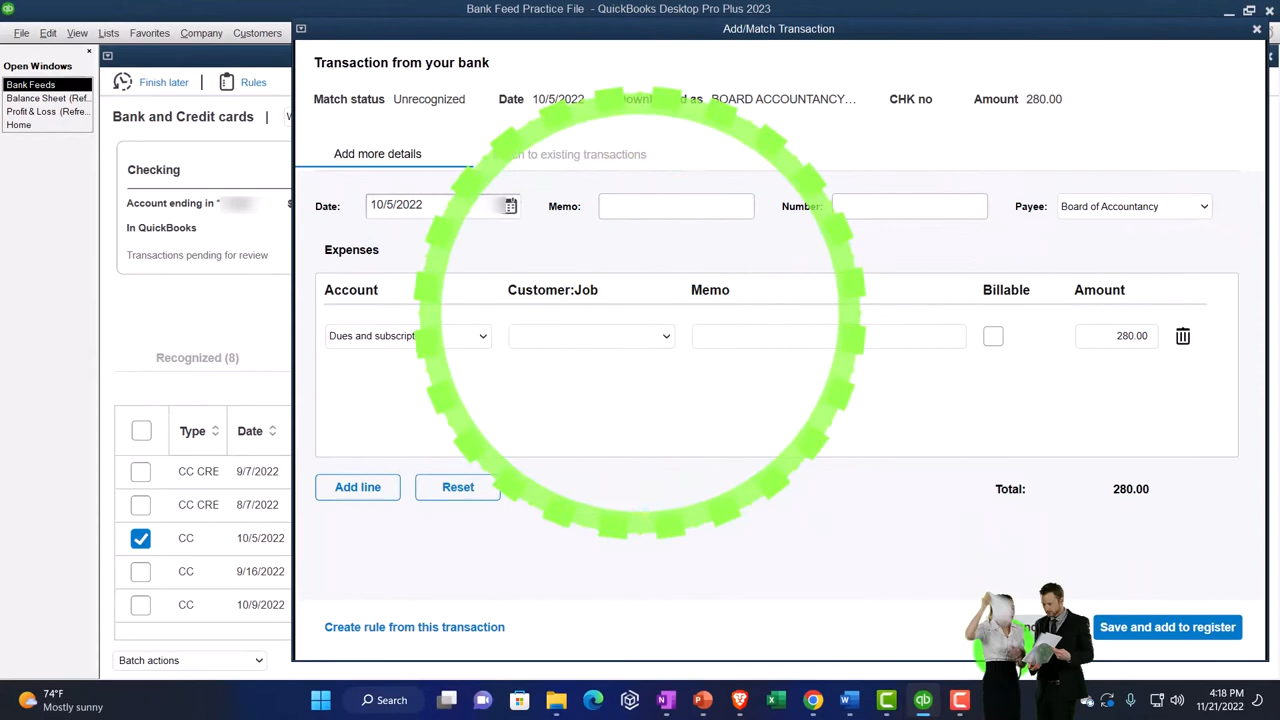 Bank Feed Practice File - QuickBooks Desktop Pro Plus 2023
File Edit View Lists Favorites Company Customers
Add/Match Transaction
Open Windows
Bank Feeds
Balance Sheet (Ref...
Profit & Loss (Refre...
Home
Finish later | Rules
Bank and Credit cards |
Checking
Account ending in *
In QuickBooks
Transactions pending for review
Recognized (8)
Type Date
CC CRE 9/7/2022
CC CRE 8/7/2022
CC 10/5/2022
CC 9/16/2022
CC 10/9/2022
Batch actions
Transaction from your bank
Match status Unrecognized Date 10/5/2022 as BOARD ACCOUNTANCY... CHK no Amount 280.00
Add more details to existing transactions
Date: 10/5/2022 Memo: Number: Payee: Board of Accountancy
Expenses
Account Customer:Job Memo Billable Amount
Dues and subscript 280.00
Add line Reset Total: 280.00
Create rule from this transaction Save and add to register
74°F
Mostly sunny
Search
4:18 PM
11/21/2022